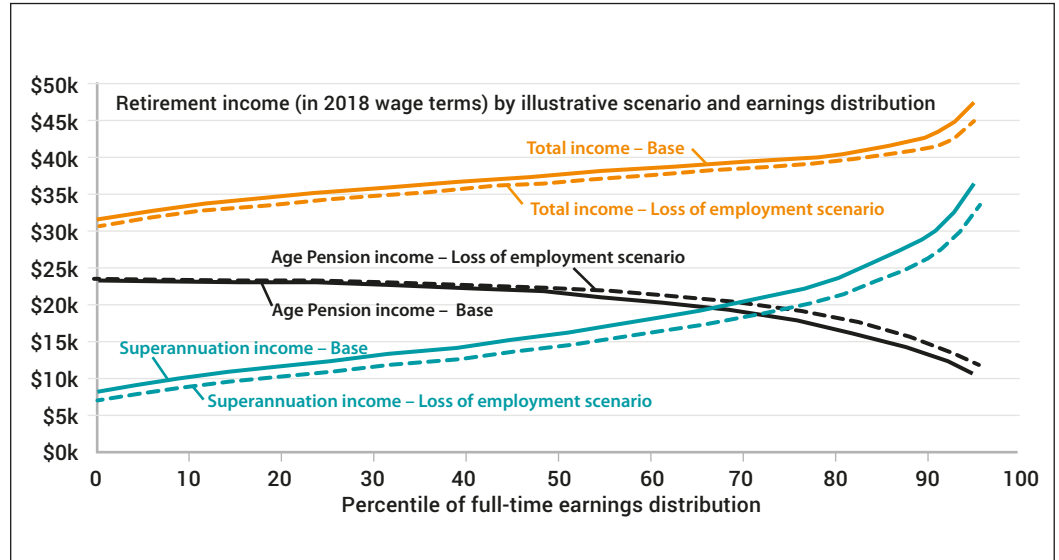 $50k
Retirement income (in 2018 wage terms) by illustrative scenario and earnings distribution
$45k
Total income – Base
$40k
$35k
Total income – Loss of employment scenario
$30k
Age Pension income – Loss of employment scenario
$25k
$20k
Age Pension income – Base
$15k
Superannuation income – Base
$10k
Superannuation income – Loss of employment scenario
$5k
$0k
0 10 20 30 40 50 60 70 80 90 100
Percentile of full-time earnings distribution